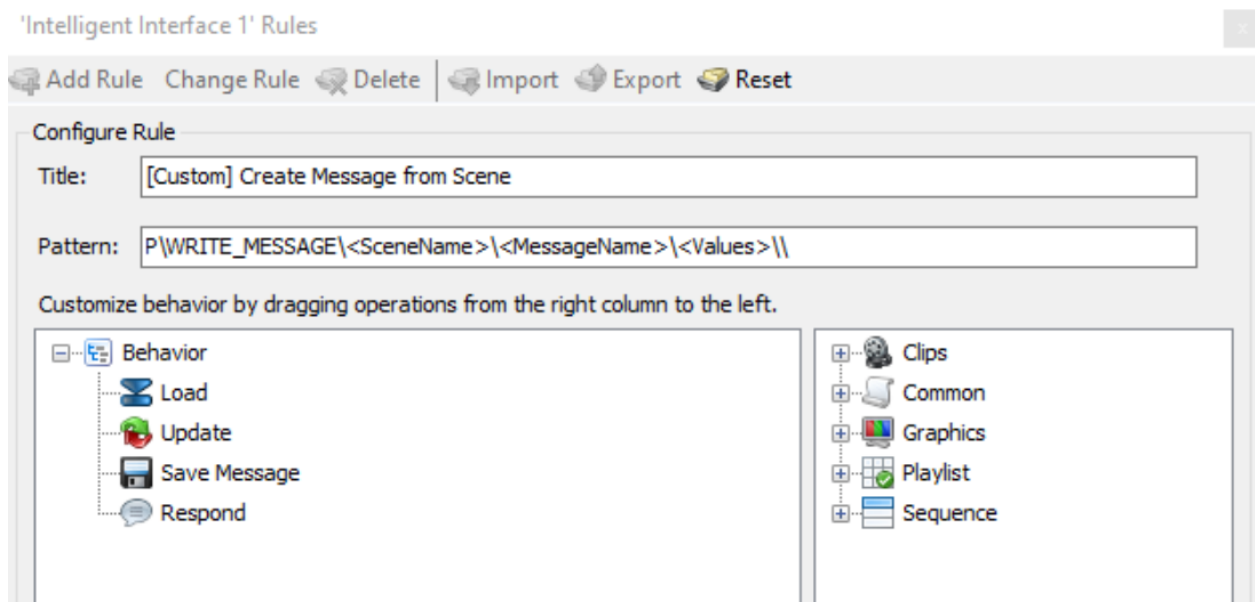 'Intelligent Interface 1' Rules
Add Rule Change Rule Delete Import Export Reset
Configure Rule
Title: [Custom] Create Message from Scene
Pattern: P\WRITE_MESSAGE\<SceneName>\<MessageName>\<Values>\\
Customize behavior by dragging operations from the right column to the left.
Behavior
Load
Update
Save Message
Respond
Clips
Common
Graphics
Playlist
Sequence